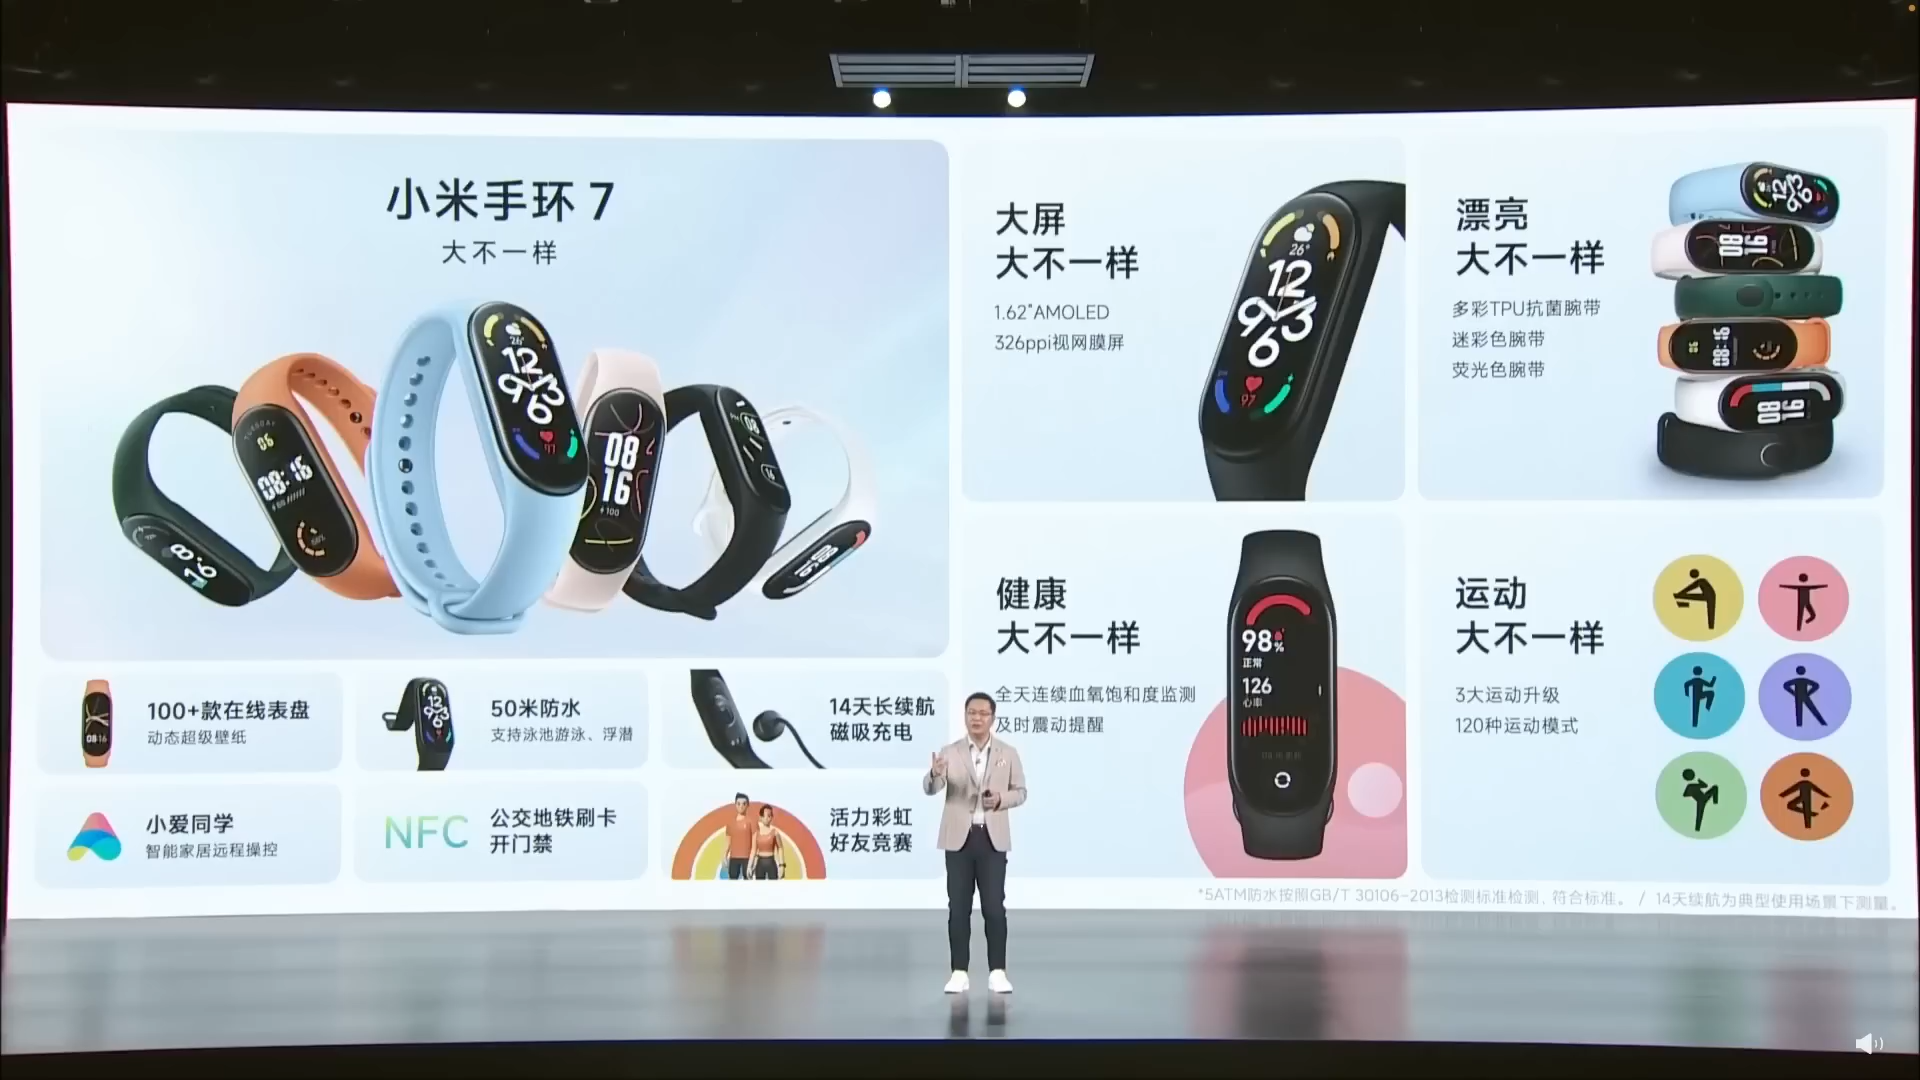 小米手环 7
大不一样
100+款在线表盘
动态超级壁纸
50米防水
支持泳池游泳、浮潜
14天长续航
磁吸充电
小爱同学
智能家居远程操控
NFC
公交地铁刷卡
开门禁
活力彩虹
好友竞赛
大屏
大不一样
1.62"AMOLED
326ppi视网膜屏
26°
12
9 3
6
97
漂亮
大不一样
多彩TPU抗菌腕带
迷彩色腕带
荧光色腕带
健康
大不一样
全天连续血氧饱和度监测
及时震动提醒
98%
正常
126
心率
运动
大不一样
3大运动升级
120种运动模式
*5ATM防水按照GB/T 30106-2013检测标准检测，符合标准。 / 14天续航为典型使用场景下测量。